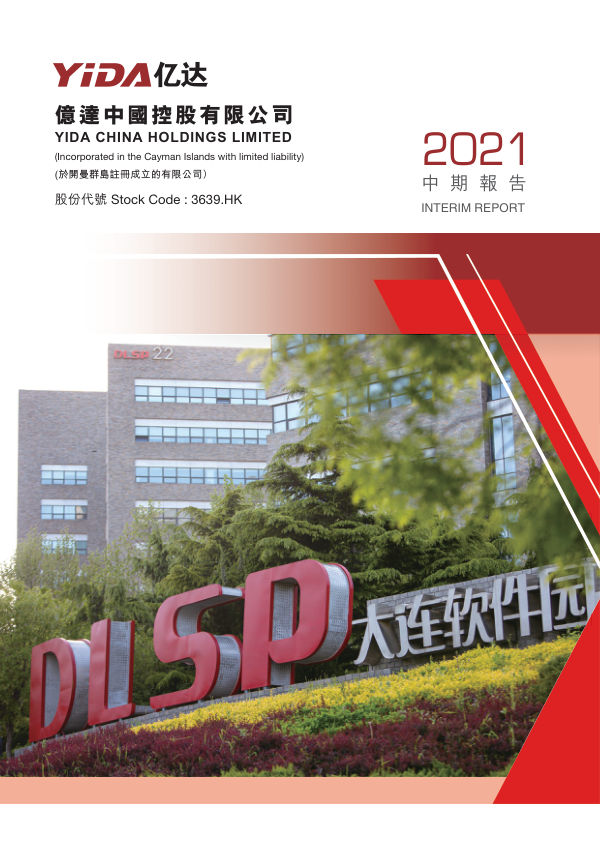 YiDA亿达
億達中國控股有限公司
YIDA CHINA HOLDINGS LIMITED
(Incorporated in the Cayman Islands with limited liability)
(於開曼群島註冊成立的有限公司)
股份代號 Stock Code : 3639.HK
2021
中期報告
INTERIM REPORT
DLSP 22
DLSP 大连软件园